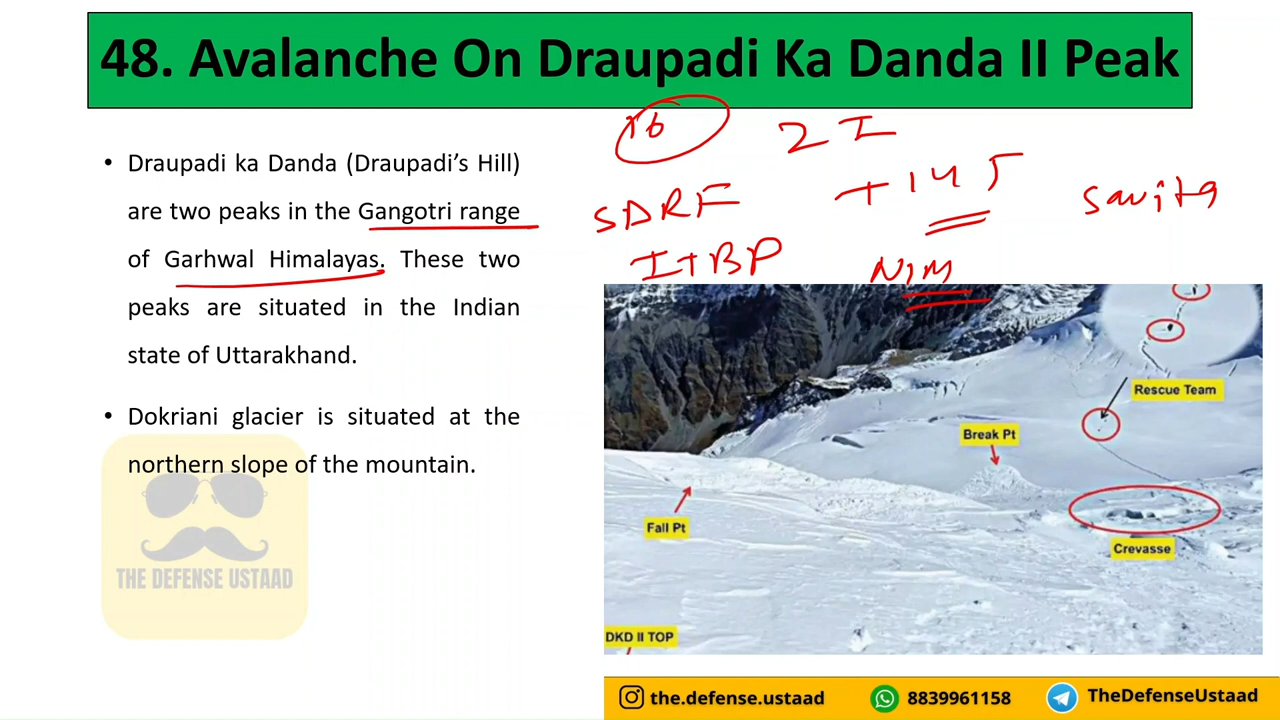 48. Avalanche On Draupadi Ka Danda II Peak
• Draupadi ka Danda (Draupadi’s Hill)
are two peaks in the Gangotri range
of Garhwal Himalayas. These two
peaks are situated in the Indian
state of Uttarakhand.
• Dokriani glacier is situated at the
northern slope of the mountain.
THE DEFENSE USTAAD
16
2 I
SDRF
+ 14 5
Savita
ITBP
NIM
Rescue Team
Break Pt
Fall Pt
Crevasse
DKD II TOP
the.defense.ustaad
8839961158
TheDefenseUstaad